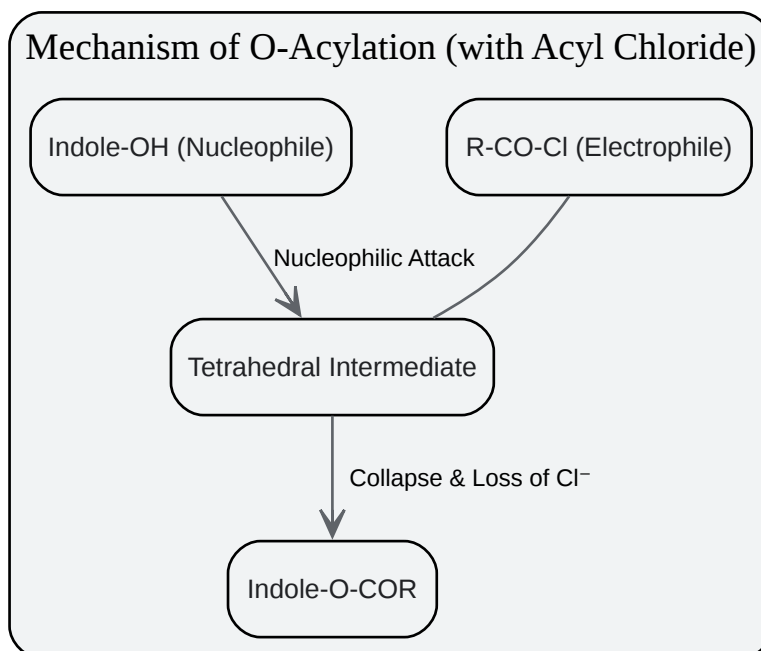 Mechanism of O-Acylation (with Acyl Chloride)
Indole-OH (Nucleophile)
R-CO-Cl (Electrophile)
Nucleophilic Attack
Tetrahedral Intermediate
Collapse & Loss of Cl⁻
Indole-O-COR